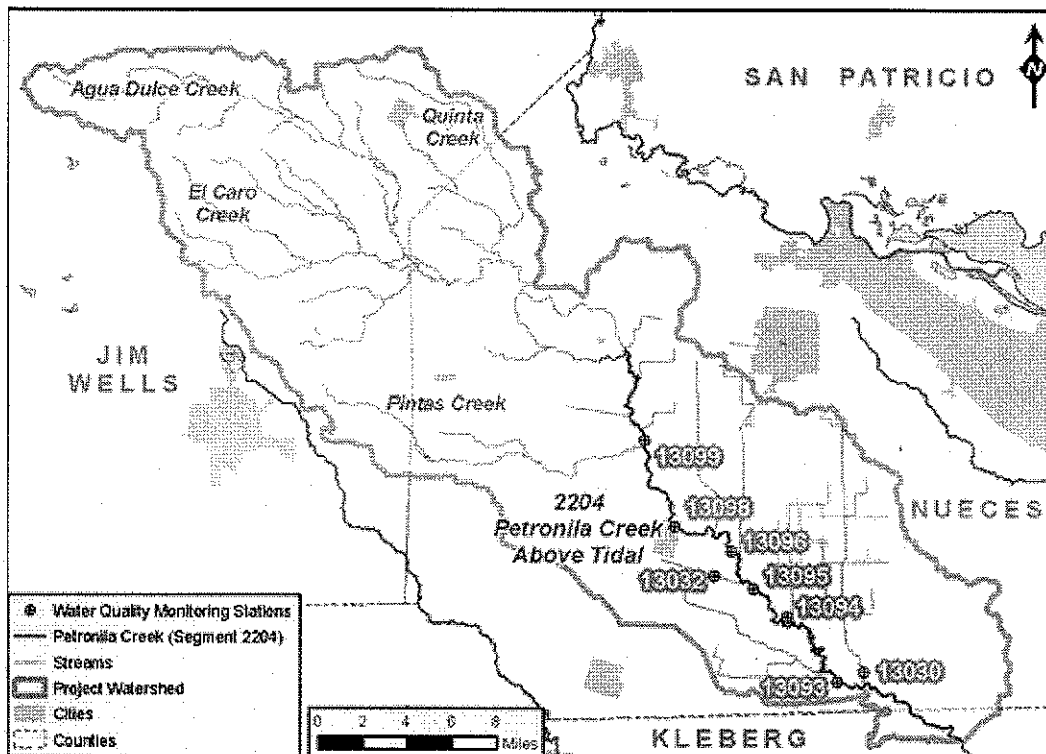 N
SAN PATRICIO
Agua Dulce Creek
Quinta
Creek
El Caro
Creek
JIM
WELLS
Pintas Creek
13099
NUECES
2204
Petronila Creek
Above Tidal
13098
13096
13032
13095
13094
13030
13093
KLEBERG
Water Quality Monitoring Stations
Petronila Creek (Segment 2204)
Streams
Project Watershed
Cities
Counties
0 2 4 6 8
Miles